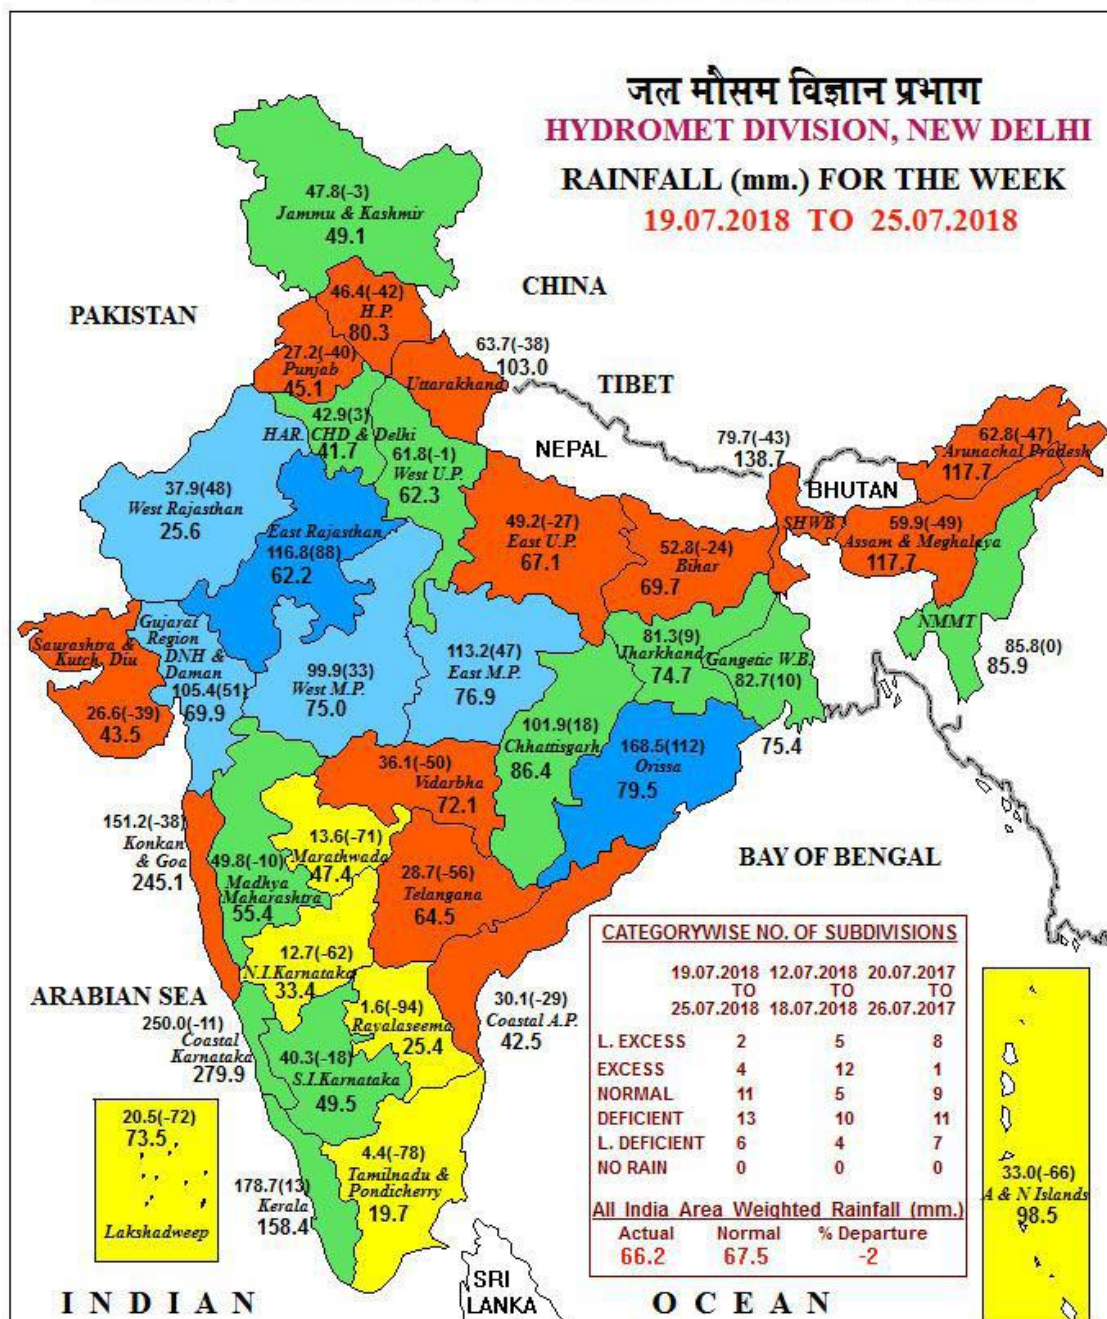 जल मौसम विज्ञान प्रभाग
HYDROMET DIVISION, NEW DELHI
RAINFALL (mm.) FOR THE WEEK
19.07.2018 TO 25.07.2018
47.8(-3)
Jammu & Kashmir
49.1
CHINA
PAKISTAN
46.4(-42)
H.P.
80.3
27.2(-40)
Punjab
45.1
63.7(-38)
103.0
Uttarakhand
TIBET
NEPAL
42.9(3)
HAR. CHD & Delhi
41.7
61.8(-1)
West U.P.
62.3
79.7(-43)
138.7
SHWB
BHUTAN
62.8(-47)
Arunachal Pradesh
117.7
59.9(-49)
Assam & Meghalaya
117.7
37.9(48)
West Rajasthan
25.6
East Rajasthan
116.8(88)
62.2
49.2(-27)
East U.P.
67.1
52.8(-24)
Bihar
69.7
NMMT
85.8(0)
85.9
Saurashtra &
Kutch, Diu
26.6(-39)
43.5
Gujarat
Region
DNH &
Daman
105.4(51)
69.9
99.9(33)
West M.P.
75.0
113.2(47)
East M.P.
76.9
81.3(9)
Jharkhand
74.7
Gangetic W.B.
82.7(10)
75.4
101.9(18)
Chhattisgarh
86.4
168.5(112)
Orissa
79.5
36.1(-50)
Vidarbha
72.1
151.2(-38)
Konkan
& Goa
245.1
49.8(-10)
Madhya
Maharashtra
55.4
13.6(-71)
Marathwada
47.4
28.7(-56)
Telangana
64.5
BAY OF BENGAL
12.7(-62)
N.I.Karnataka
33.4
ARABIAN SEA
250.0(-11)
Coastal
Karnataka
279.9
1.6(-94)
Rayalaseema
25.4
30.1(-29)
Coastal A.P.
42.5
40.3(-18)
S.I.Karnataka
49.5
20.5(-72)
73.5
Lakshadweep
178.7(13)
Kerala
158.4
4.4(-78)
Tamilnadu &
Pondicherry
19.7
CATEGORYWISE NO. OF SUBDIVISIONS
19.07.2018 12.07.2018 20.07.2017
TO TO TO
25.07.2018 18.07.2018 26.07.2017
L. EXCESS 2 5 8
EXCESS 4 12 1
NORMAL 11 5 9
DEFICIENT 13 10 11
L. DEFICIENT 6 4 7
NO RAIN 0 0 0
All India Area Weighted Rainfall (mm.)
Actual Normal % Departure
66.2 67.5 -2
33.0(-66)
A & N Islands
98.5
SRI
LANKA
INDIAN OCEAN